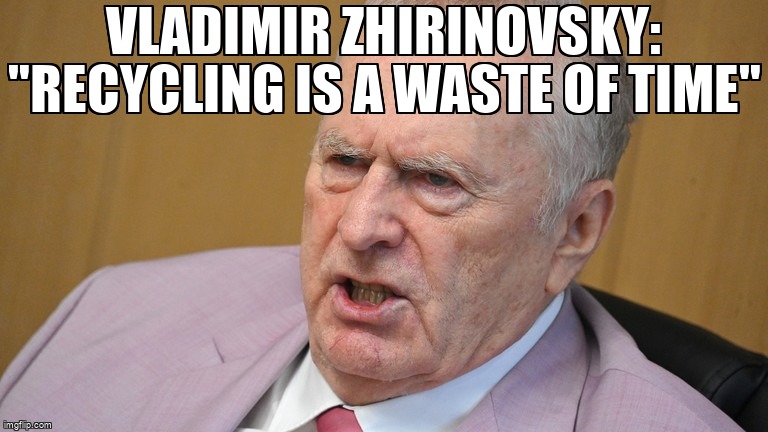 VLADIMIR ZHIRINOVSKY:
"RECYCLING IS A WASTE OF TIME"
imgflip.com